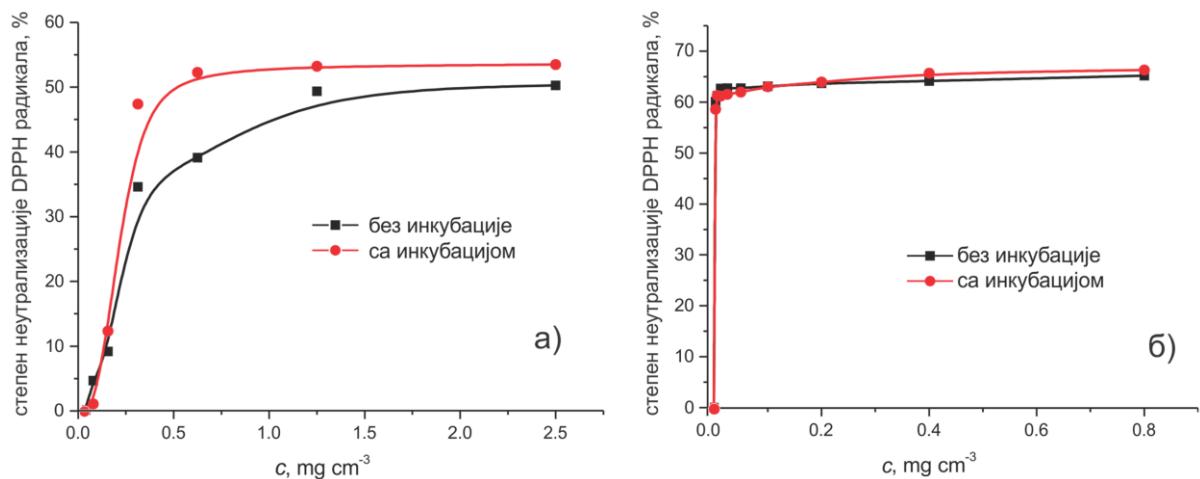 степен неутрализације DPPH радикала, %
60
50
40
30
20
10
0
0.0
0.5
1.0
1.5
2.0
2.5
c, mg cm⁻³
без инкубације
са инкубацијом
а)
степен неутрализације DPPH радикала, %
70
60
50
40
30
20
10
0
0.0
0.2
0.4
0.6
0.8
c, mg cm⁻³
без инкубације
са инкубацијом
б)